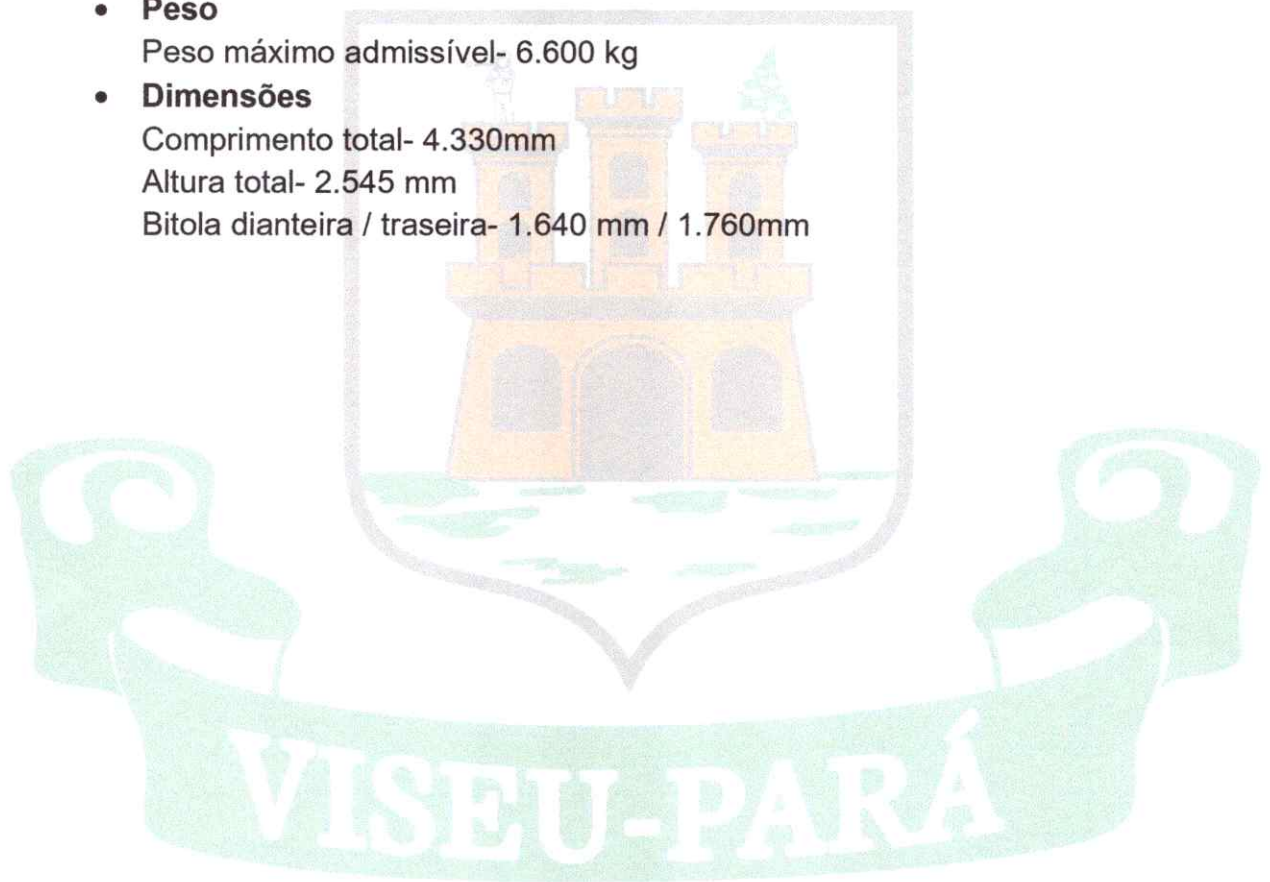 • Peso
Peso máximo admissível- 6.600 kg
• Dimensões
Comprimento total- 4.330mm
Altura total- 2.545 mm
Bitola dianteira / traseira- 1.640 mm / 1.760mm
VISEU-PARÁ